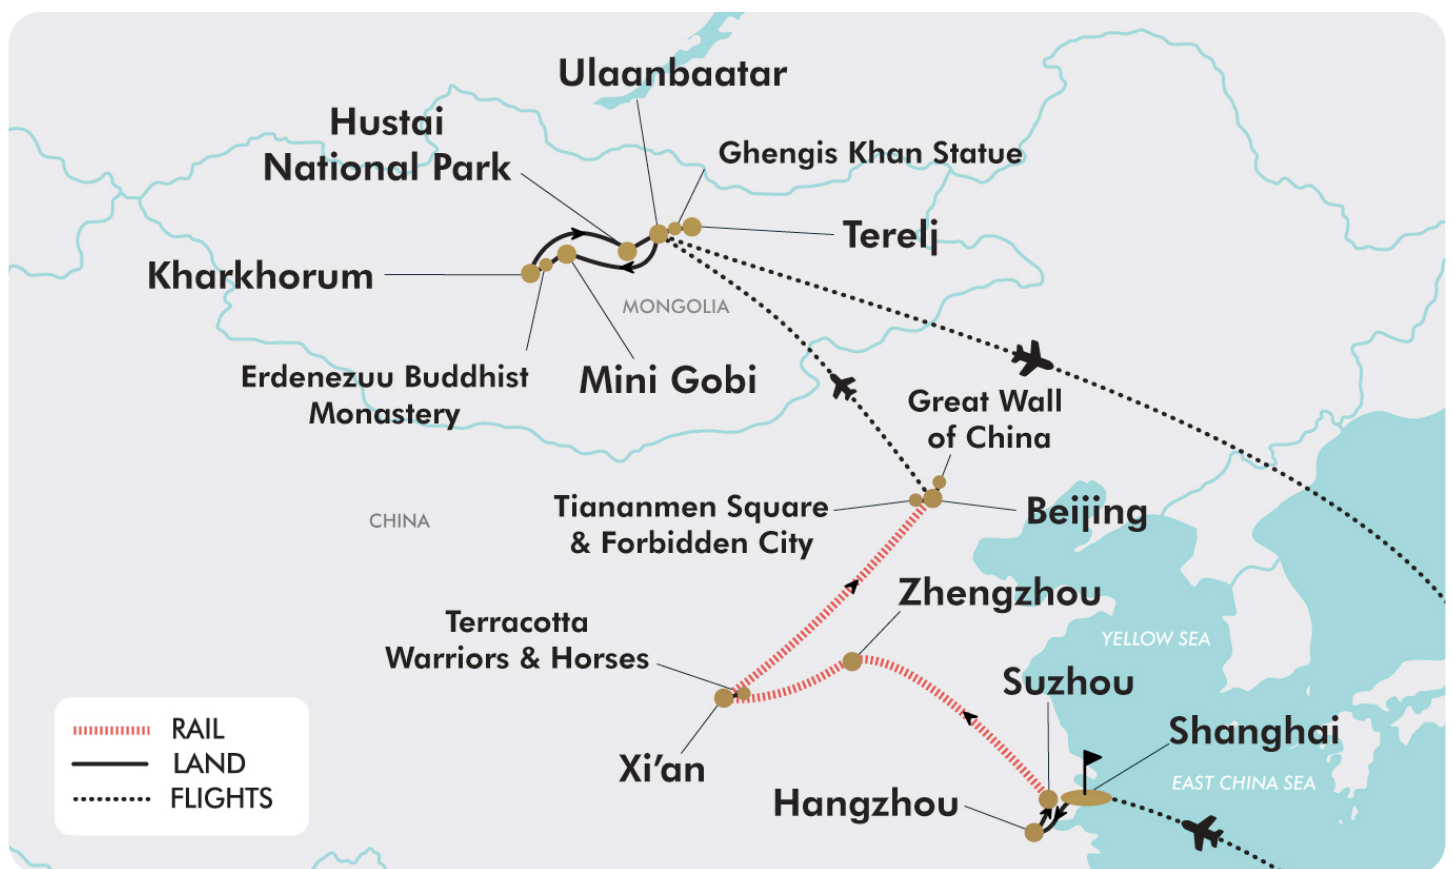 Ulaanbaatar
Hustai
National Park
Ghengis Khan Statue
Terelj
Kharkhorum
MONGOLIA
Erdenezuu Buddhist
Monastery
Mini Gobi
Great Wall
of China
Tiananmen Square
& Forbidden City
Beijing
CHINA
Zhengzhou
Terracotta
Warriors & Horses
YELLOW SEA
Suzhou
Shanghai
Xi’an
EAST CHINA SEA
Hangzhou
RAIL
LAND
FLIGHTS